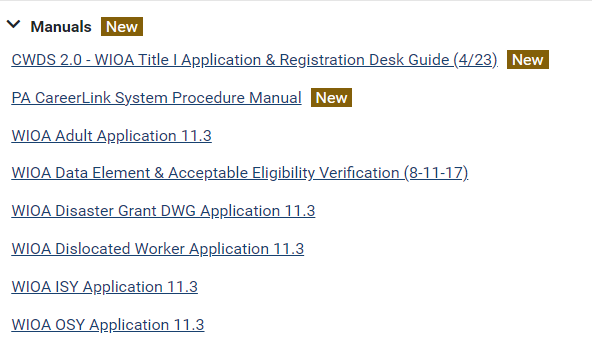 Manuals New
CWDS 2.0 - WIOA Title I Application & Registration Desk Guide (4/23) New
PA CareerLink System Procedure Manual New
WIOA Adult Application 11.3
WIOA Data Element & Acceptable Eligibility Verification (8-11-17)
WIOA Disaster Grant DWG Application 11.3
WIOA Dislocated Worker Application 11.3
WIOA ISY Application 11.3
WIOA OSY Application 11.3